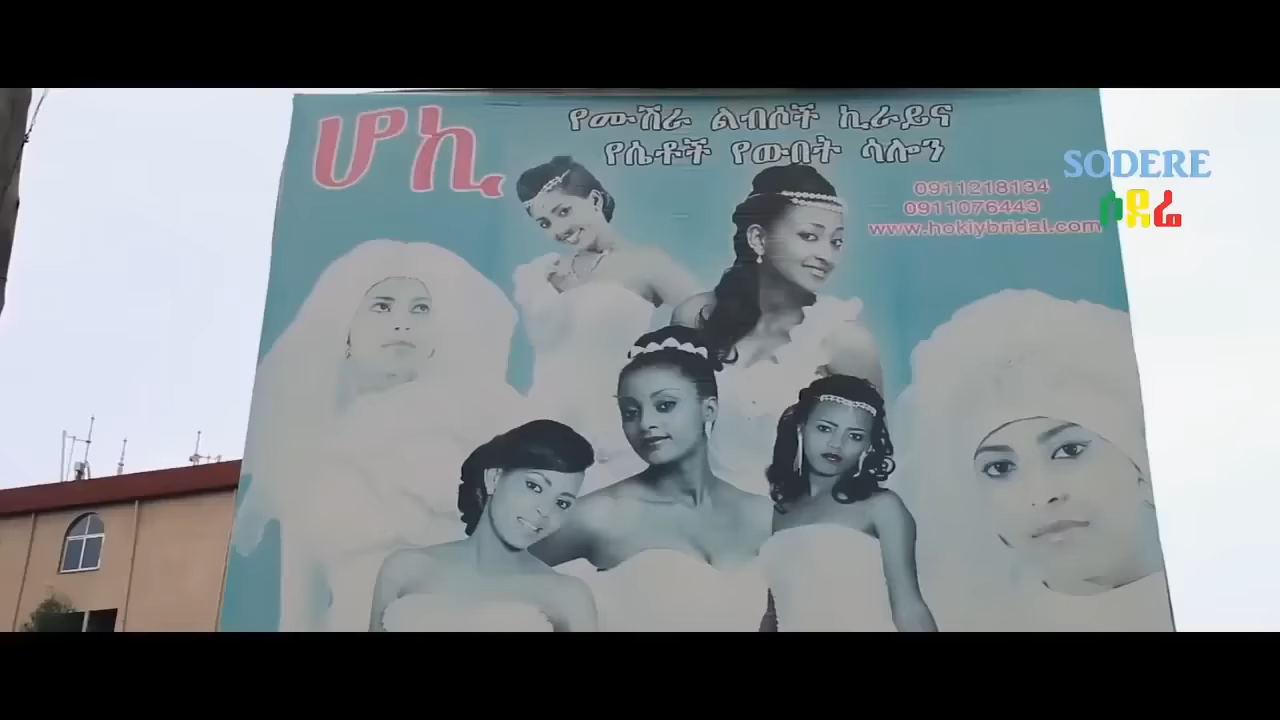 ሆኪ
የሙሽራ ልብሶች ኪራይና
የሴቶች የውበት ሳሎን
0911218134
0911076443
www.hokiybridal.com
SODERE
ሶደሬ